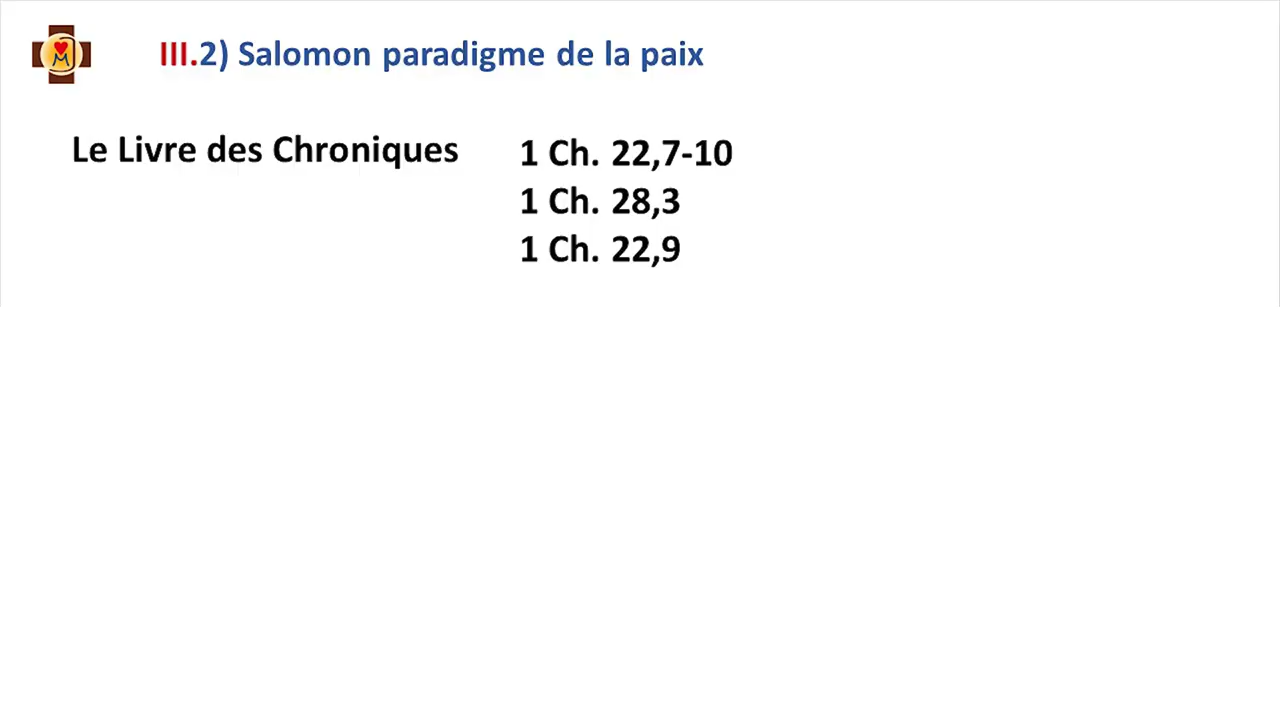 III.2) Salomon paradigme de la paix
Le Livre des Chroniques
1 Ch. 22,7-10
1 Ch. 28,3
1 Ch. 22,9
M